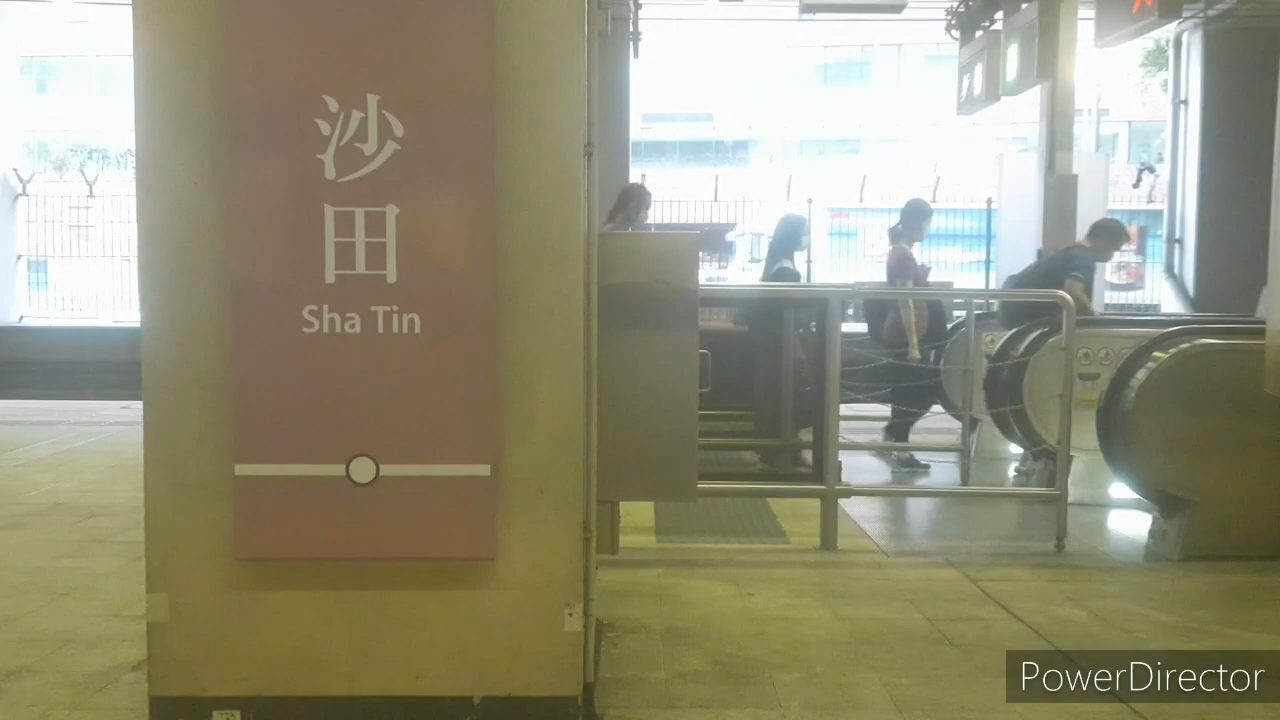 沙
田
Sha Tin
PowerDirector